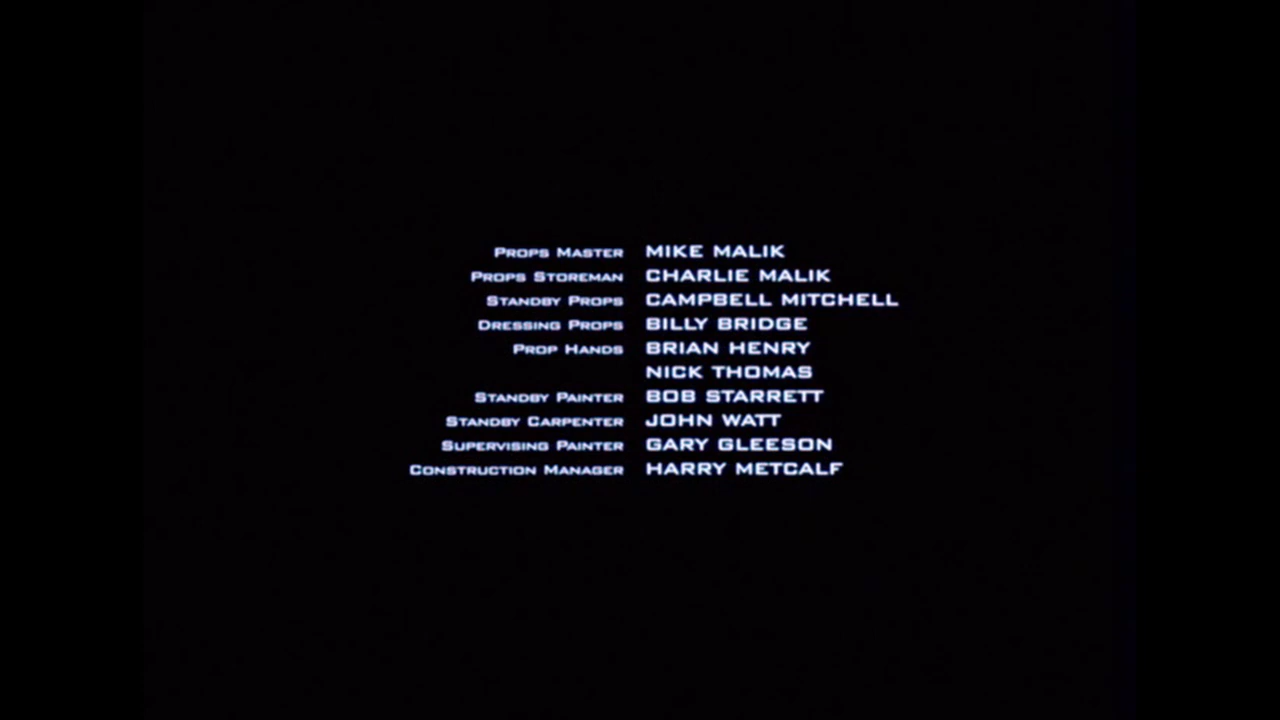 Props Master MIKE MALIK
Props Storeman CHARLIE MALIK
Standby Props CAMPBELL MITCHELL
Dressing Props BILLY BRIDGE
Prop Hands BRIAN HENRY
NICK THOMAS
Standby Painter BOB STARRETT
Standby Carpenter JOHN WATT
Supervising Painter GARY GLEESON
Construction Manager HARRY METCALF